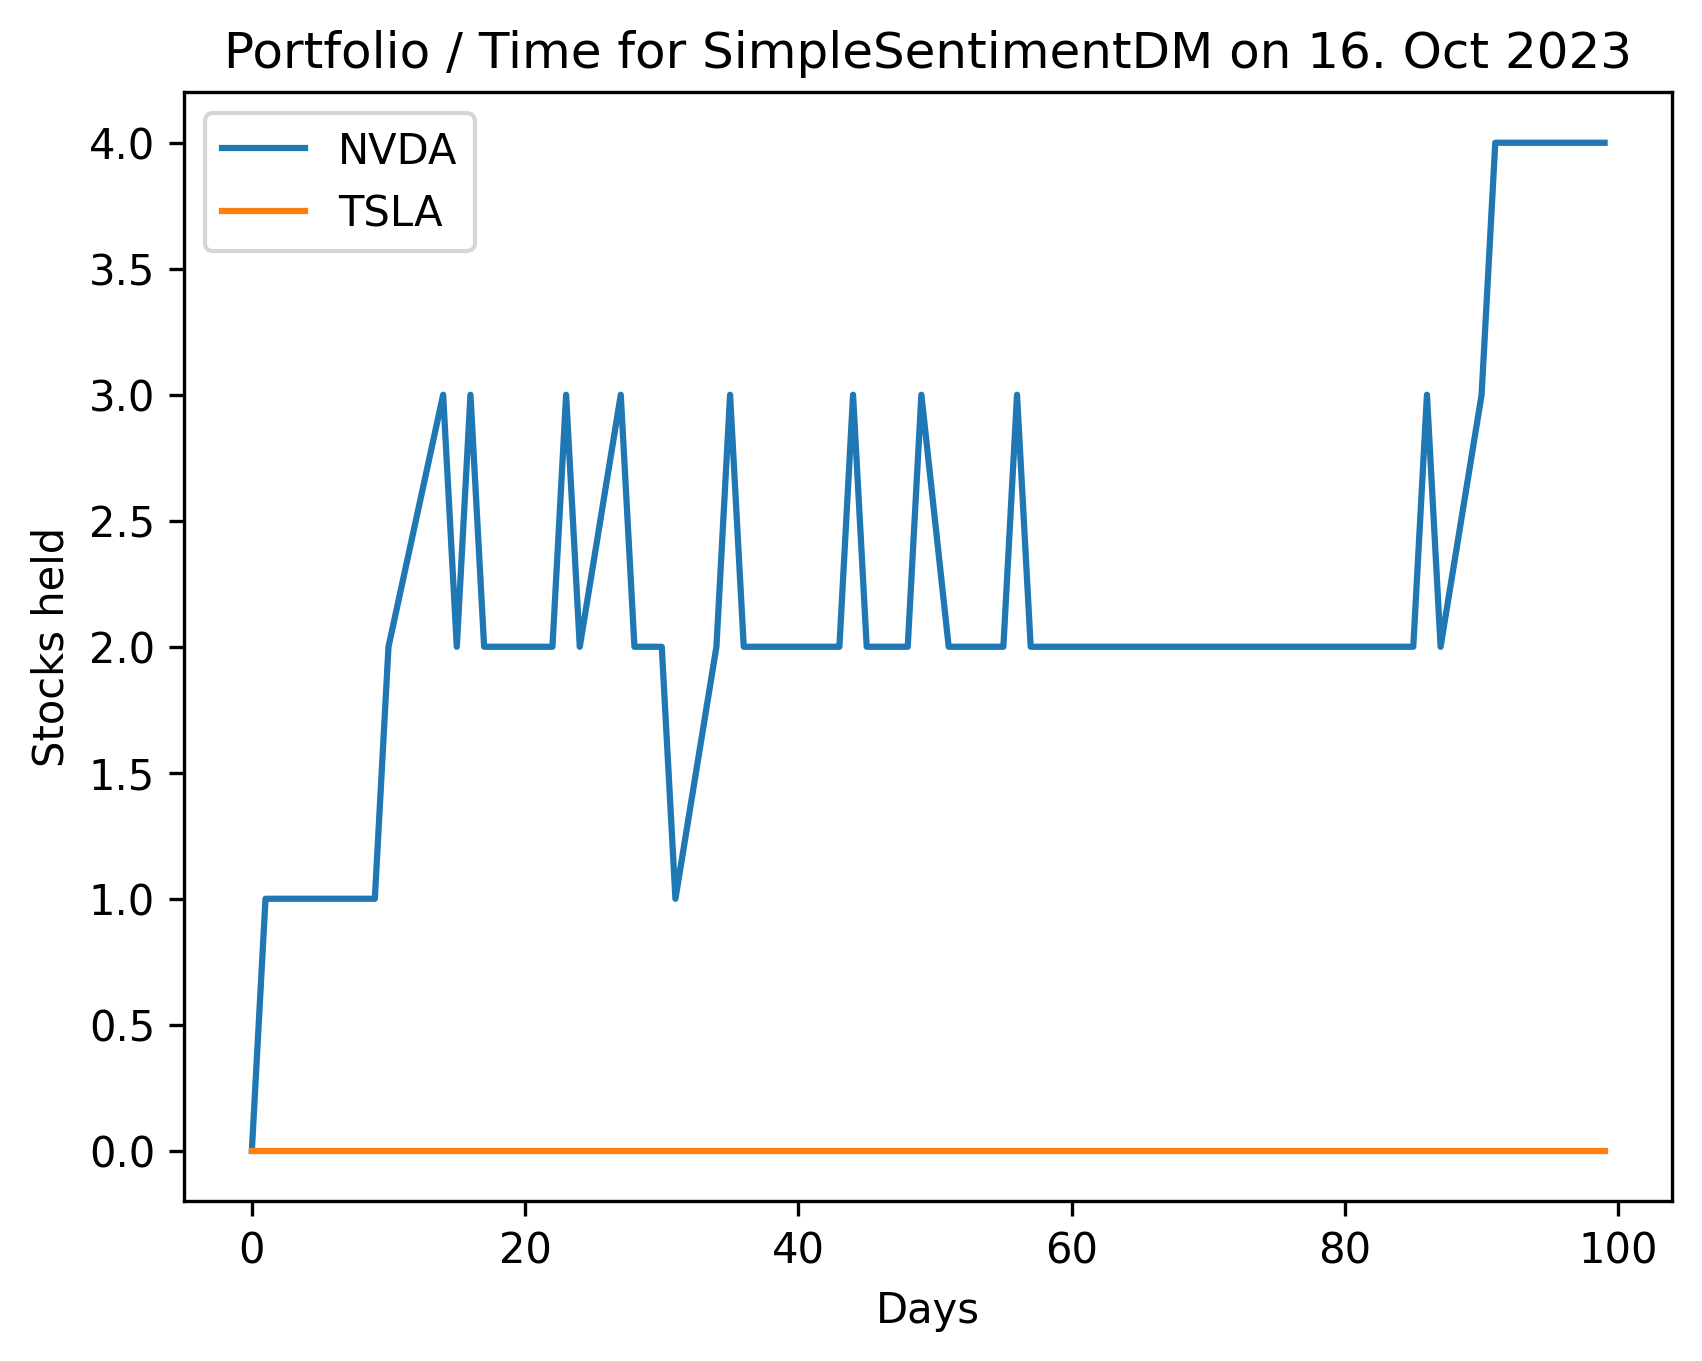 Portfolio / Time for SimpleSentimentDM on 16. Oct 2023
NVDA
TSLA
4.0
3.5
3.0
2.5
2.0
1.5
1.0
0.5
0.0
Stocks held
0 20 40 60 80 100
Days